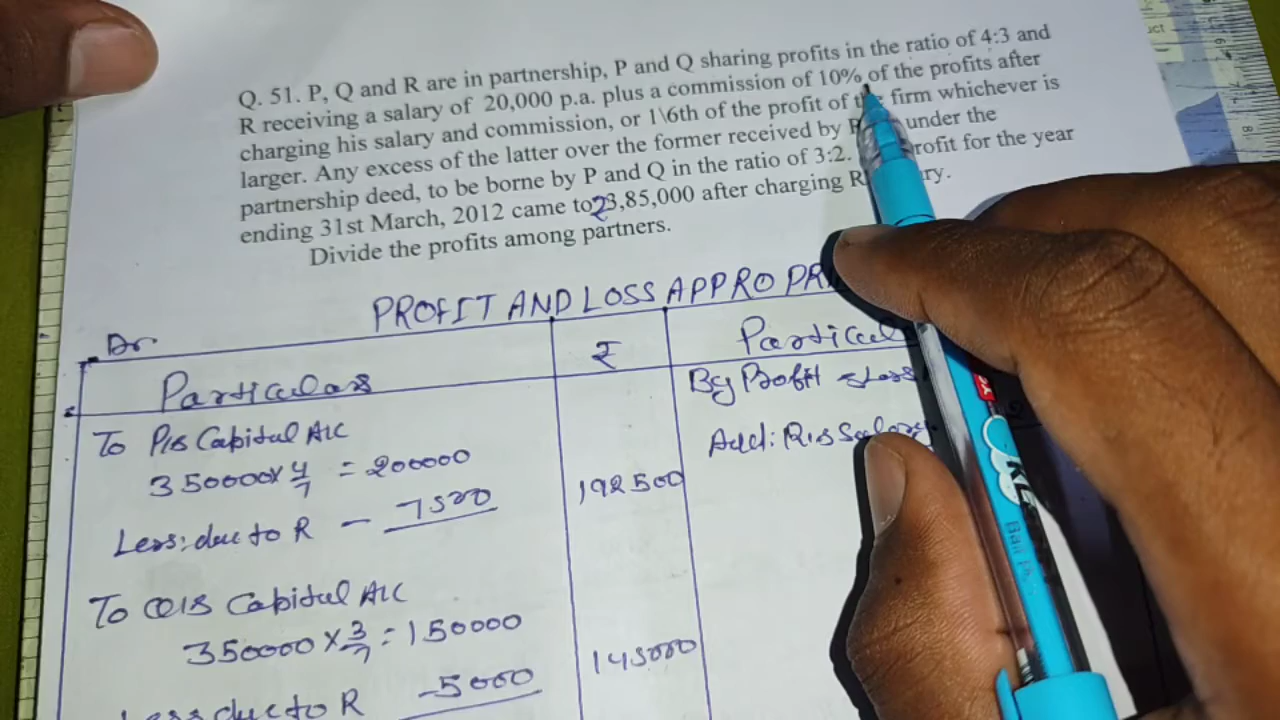 Q. 51. P, Q and R are in partnership, P and Q sharing profits in the ratio of 4:3 and
R receiving a salary of 20,000 p.a. plus a commission of 10% of the profits after
charging his salary and commission, or 1\6th of the profit of the firm whichever is
larger. Any excess of the latter over the former received by under the
partnership deed, to be borne by P and Q in the ratio of 3:2. rofit for the year
ending 31st March, 2012 came to 3,85,000 after charging R ry.
Divide the profits among partners.
PROFIT AND LOSS APPROPRI
Dr
Particulars ₹ Particul
To P's Capital A/C By Profit & Loss
350000 × 4/7 = 200000 Add: R's Salary
Less: due to R - 7500 192500
To Q's Capital A/C
350000 × 3/7 = 150000
Less due to R -5000 145000